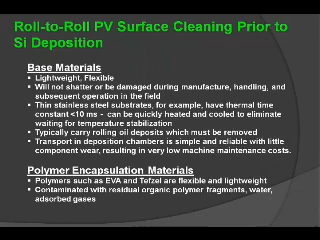 Roll-to-Roll PV Surface Cleaning Prior to
Si Deposition
Base Materials
▪ Lightweight, Flexible
▪ Will not shatter or be damaged during manufacture, handling, and
subsequent operation in the field
▪ Thin stainless steel substrates, for example, have thermal time
constant <10 ms - can be quickly heated and cooled to eliminate
waiting for temperature stabilization
▪ Typically carry rolling oil deposits which must be removed
▪ Transport in deposition chambers is simple and reliable with little
component wear, resulting in very low machine maintenance costs.
Polymer Encapsulation Materials
▪ Polymers such as EVA and Tefzel are flexible and lightweight
▪ Contaminated with residual organic polymer fragments, water,
adsorbed gases